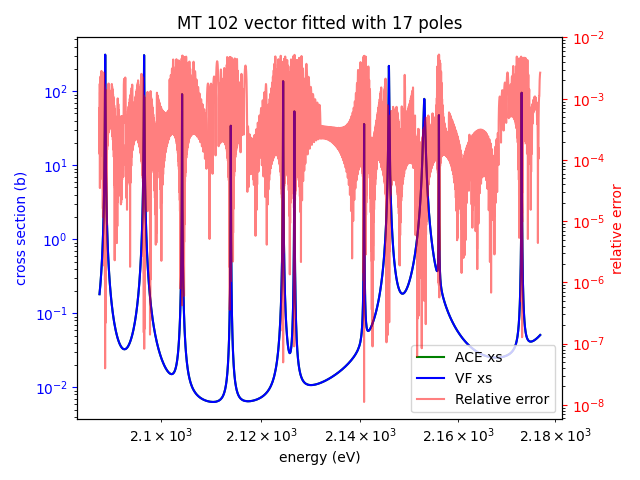 MT 102 vector fitted with 17 poles
10² 10¹ 10⁰ 10⁻¹ 10⁻²
cross section (b)
10⁻² 10⁻³ 10⁻⁴ 10⁻⁵ 10⁻⁶ 10⁻⁷ 10⁻⁸
relative error
ACE xs
VF xs
Relative error
2.1 × 10³ 2.12 × 10³ 2.14 × 10³ 2.16 × 10³ 2.18 × 10³
energy (eV)